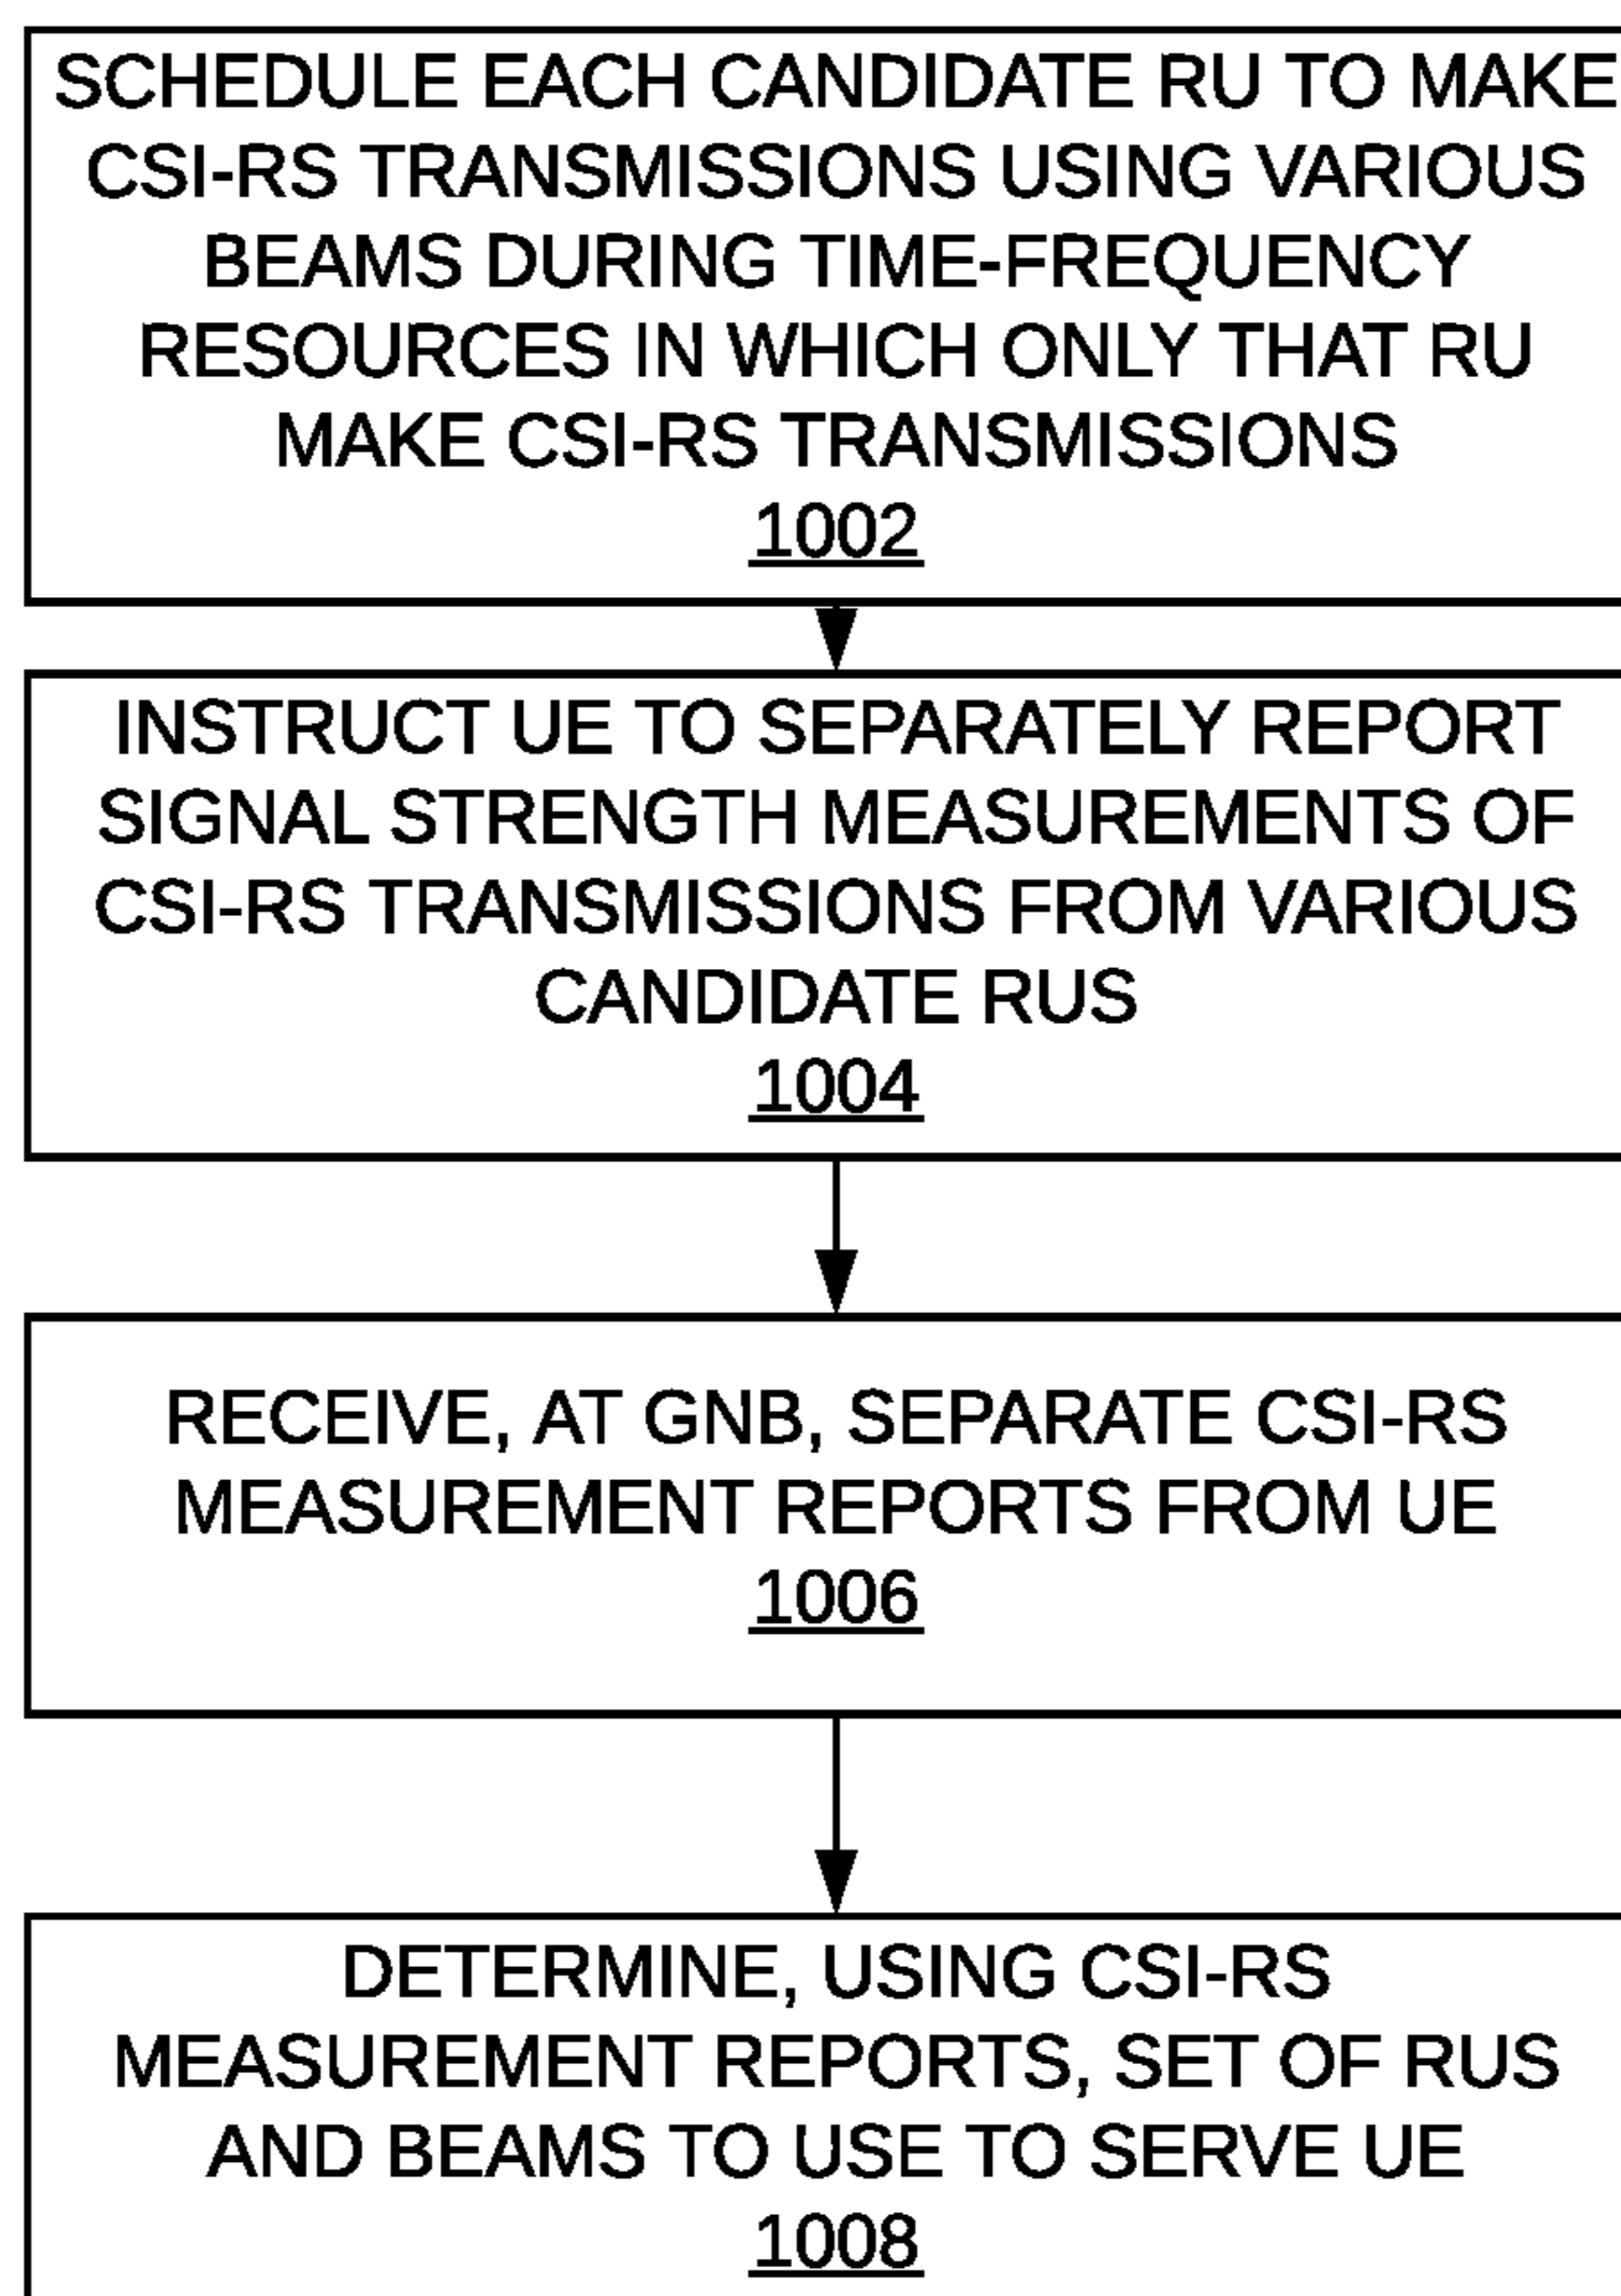 SCHEDULE EACH CANDIDATE RU TO MAKE
CSI-RS TRANSMISSIONS USING VARIOUS
BEAMS DURING TIME-FREQUENCY
RESOURCES IN WHICH ONLY THAT RU
MAKE CSI-RS TRANSMISSIONS
1002
INSTRUCT UE TO SEPARATELY REPORT
SIGNAL STRENGTH MEASUREMENTS OF
CSI-RS TRANSMISSIONS FROM VARIOUS
CANDIDATE RUS
1004
RECEIVE, AT GNB, SEPARATE CSI-RS
MEASUREMENT REPORTS FROM UE
1006
DETERMINE, USING CSI-RS
MEASUREMENT REPORTS, SET OF RUS
AND BEAMS TO USE TO SERVE UE
1008